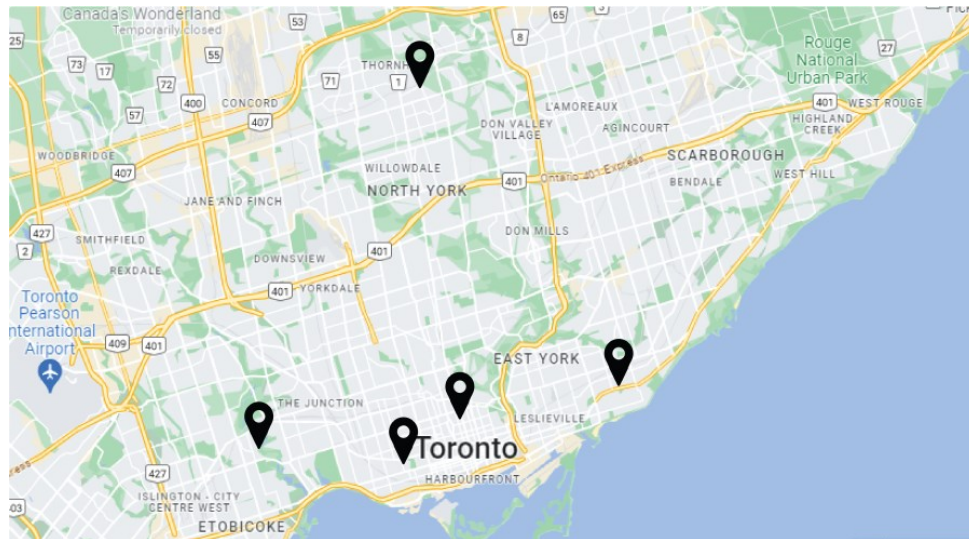 Canada's Wonderland
Temporarily closed
53
65
25
8
Rouge
National
Urban Park
27
73
17
55
THORNH
72
71
1
400
CONCORD
57
407
L'AMOREAUX
DON VALLEY
VILLAGE
AGINCOURT
401
WEST ROUGE
HIGHLAND
CREEK
WOODBRIDGE
407
WILLOWDALE
NORTH YORK
401
Ontario 401 Express
SCARBOROUGH
BENDALE
WEST HILL
JANE AND FINCH
427
2
SMITHFIELD
REXDALE
DOWNSVIEW
401
DON MILLS
401
YORKDALE
Toronto
Pearson
International
Airport
409
401
EAST YORK
THE JUNCTION
LESLIEVILLE
Toronto
HARBOURFRONT
427
ISLINGTON - CITY
CENTRE WEST
ETOBICOKE